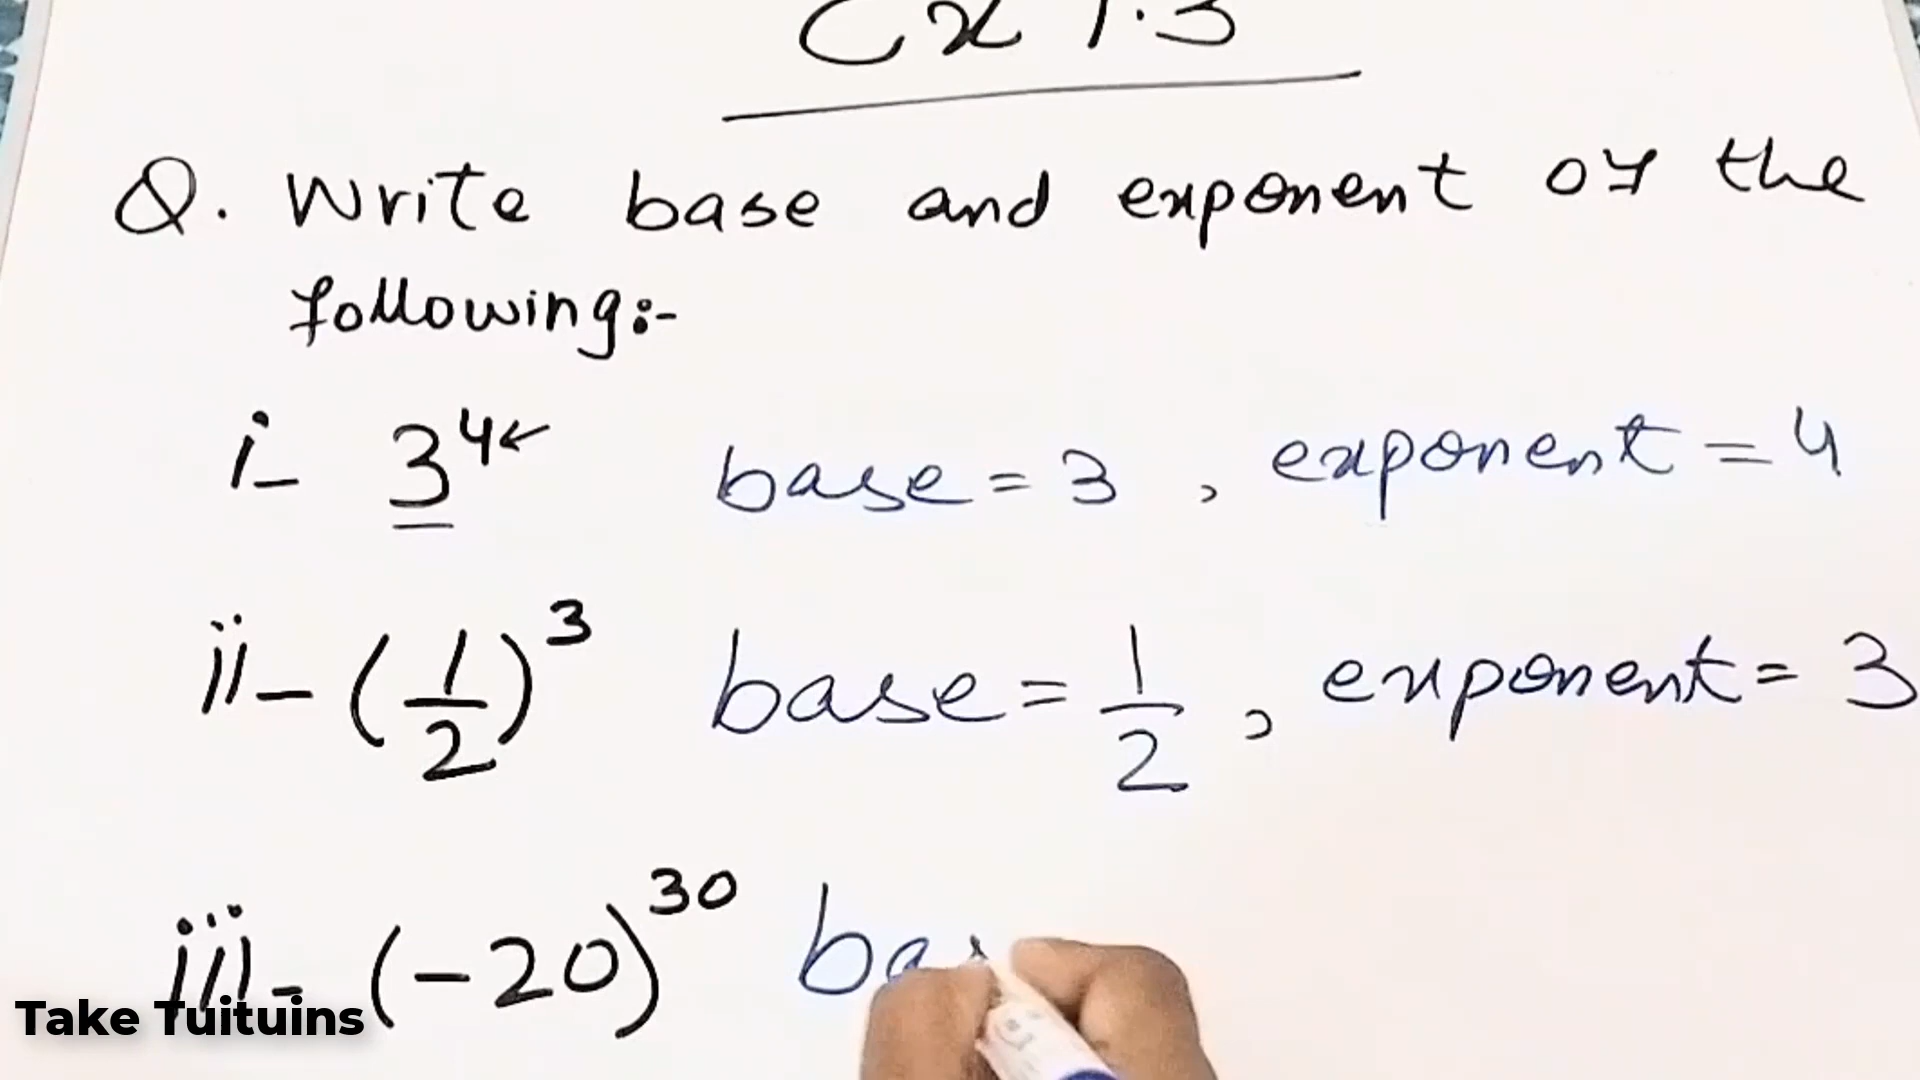 Ex 1.3
Q. Write base and exponent of the
following:-
i- 3⁴← base = 3 , exponent = 4
ii- (1/2)³ base = 1/2 , exponent = 3
iii- (-20)³⁰ bas
Take Tuituins